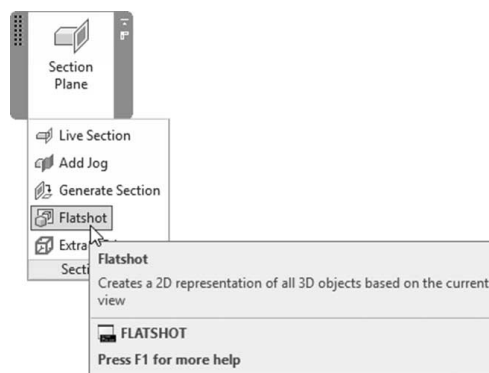 Section
Plane
Live Section
Add Jog
Generate Section
Flatshot
Flatshot
Creates a 2D representation of all 3D objects based on the current
view
FLATSHOT
Press F1 for more help